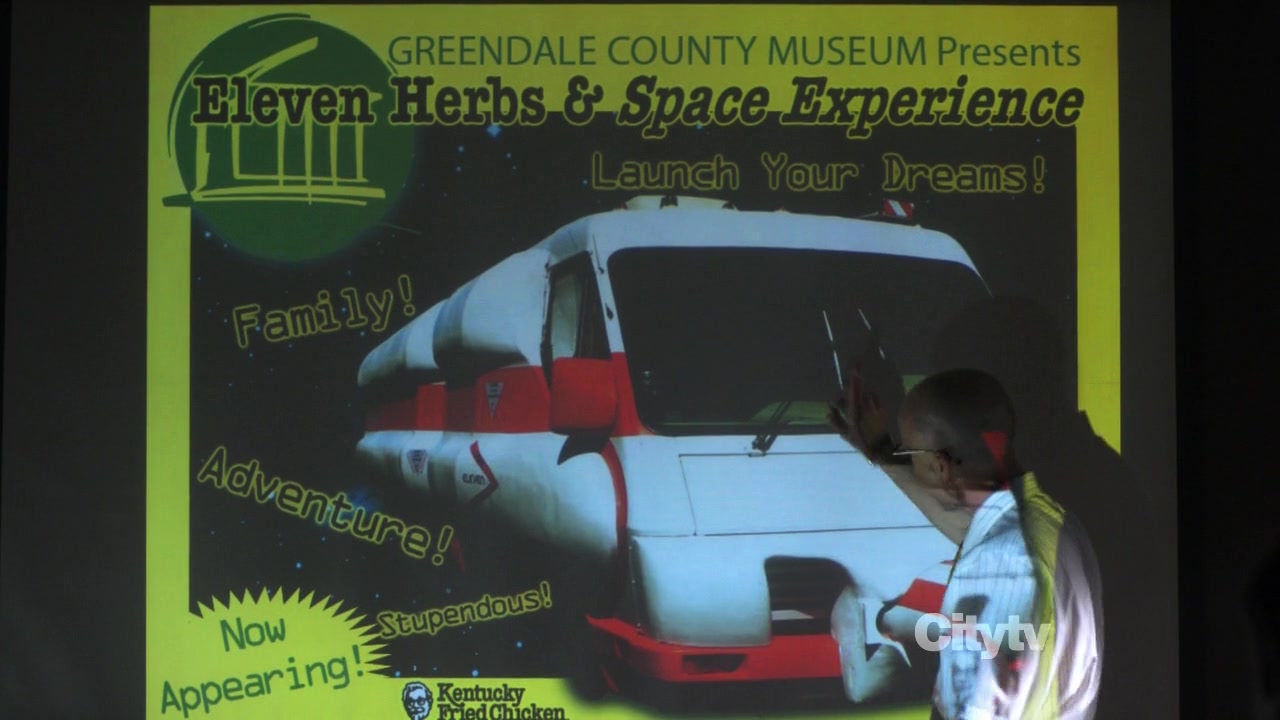 GREENDALE COUNTY MUSEUM Presents
Eleven Herbs & Space Experience
Launch Your Dreams!
Family!
Adventure!
Stupendous!
Now
Appearing!
eleven
Kentucky
Fried Chicken
Citytv